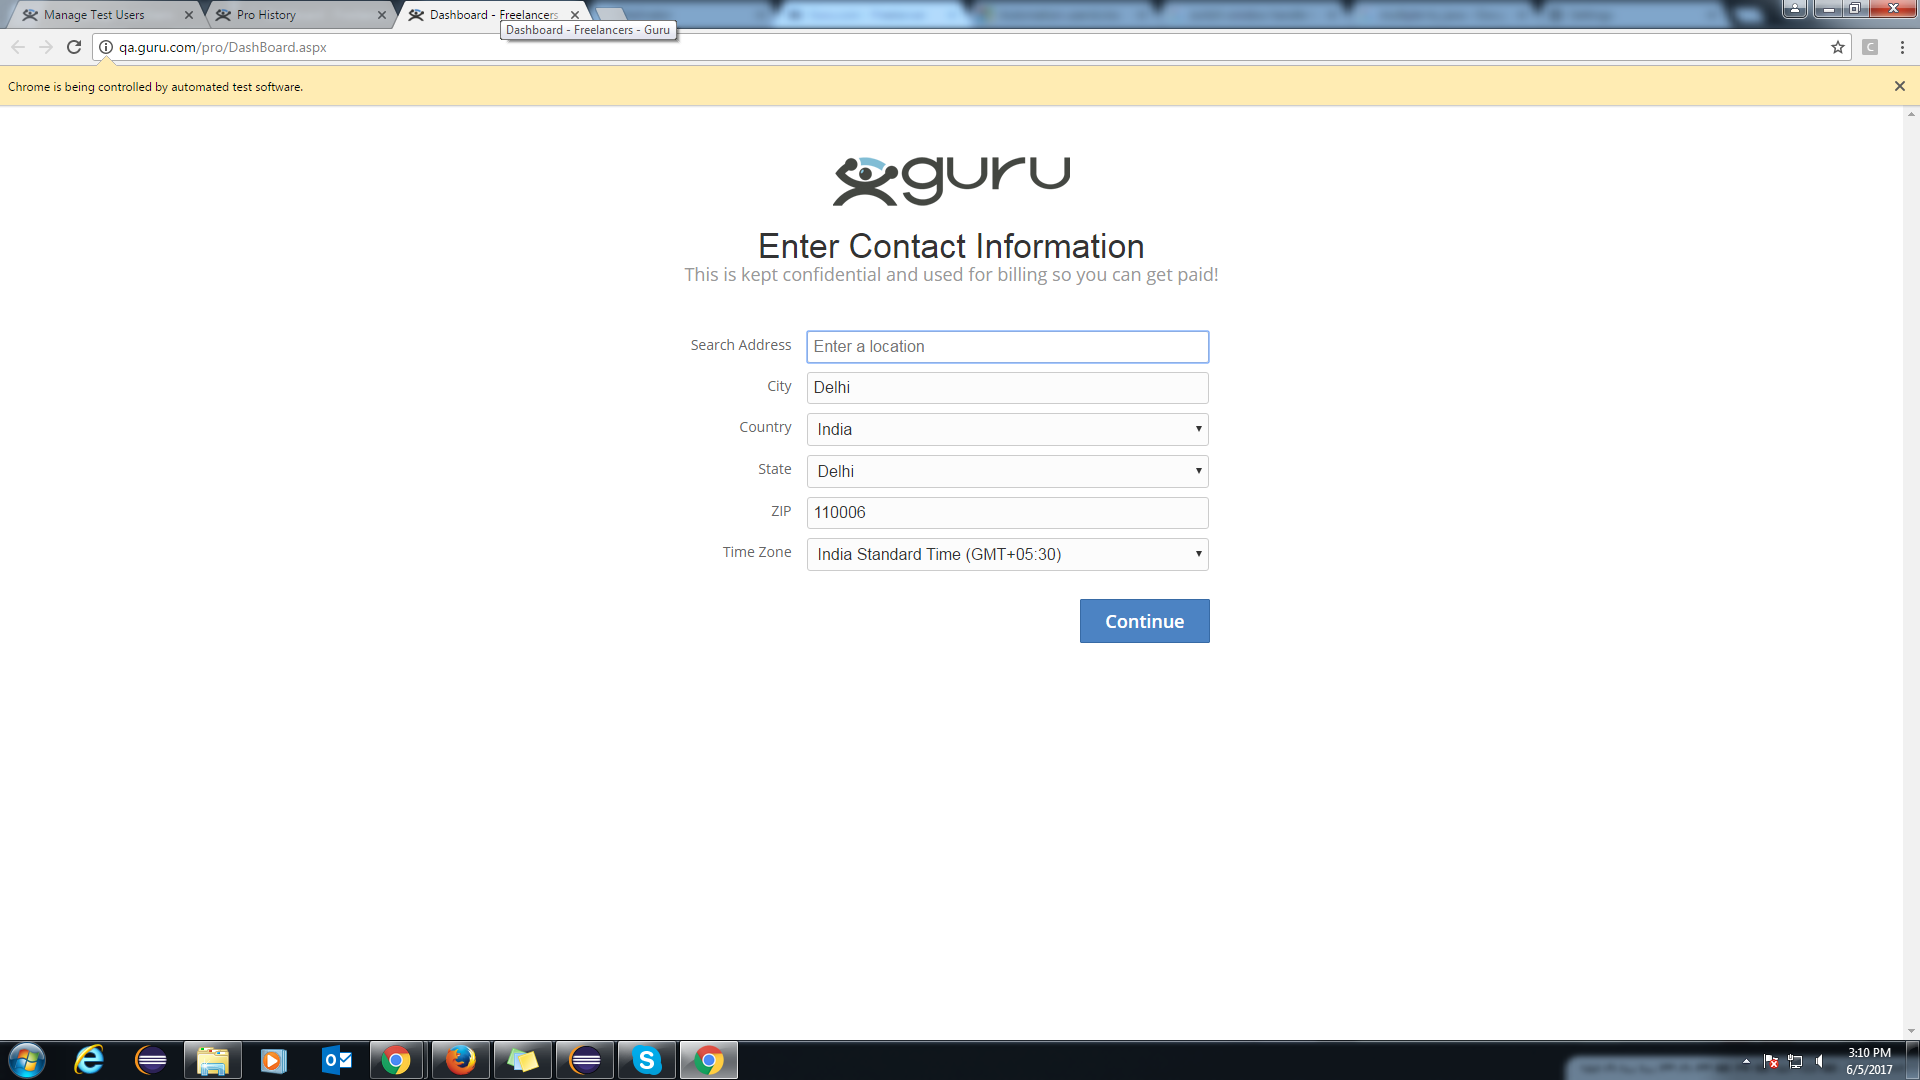 Manage Test Users
Pro History
Dashboard - Freelancers
Dashboard - Freelancers - Guru
qa.guru.com/pro/DashBoard.aspx
C
Chrome is being controlled by automated test software.
guru
Enter Contact Information
This is kept confidential and used for billing so you can get paid!
Search Address
Enter a location
City
Delhi
Country
India
State
Delhi
ZIP
110006
Time Zone
India Standard Time (GMT+05:30)
Continue
3:10 PM
6/5/2017